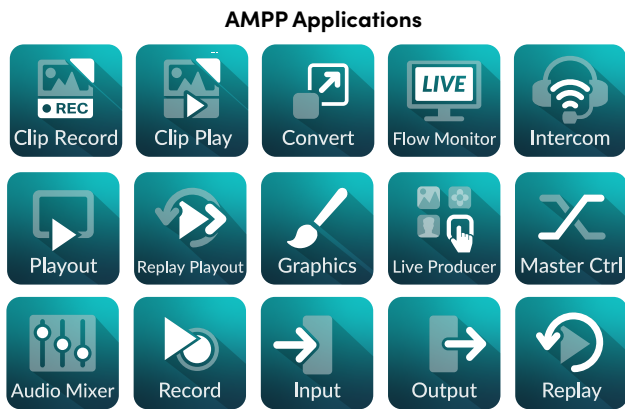 AMPP Applications
REC
Clip Record
Clip Play
Convert
LIVE
Flow Monitor
Intercom
Playout
Replay Playout
Graphics
Live Producer
Master Ctrl
Audio Mixer
Record
Input
Output
Replay